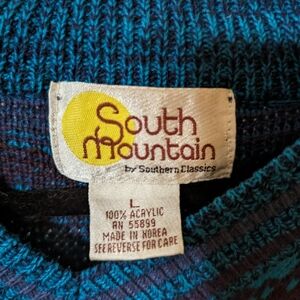 South
Mountain
by Southern Classics
L
100% ACRYLIC
RN 55899
MADE IN KOREA
SEE REVERSE FOR CARE